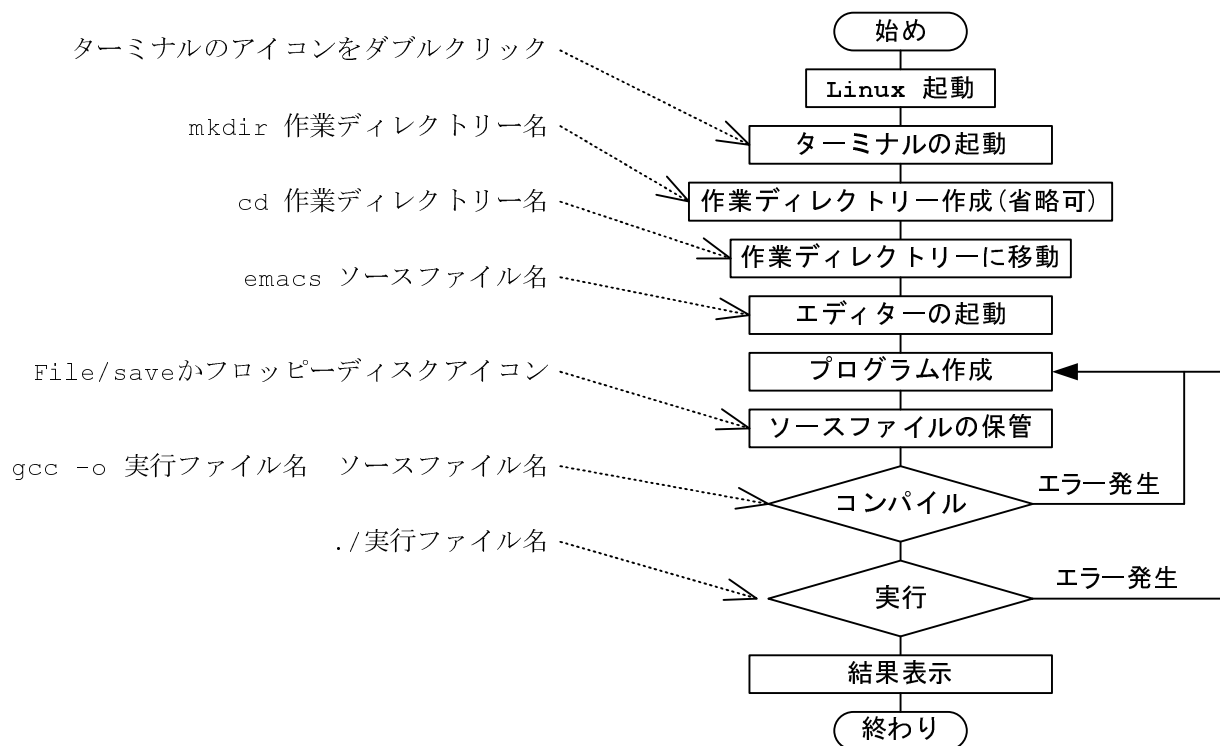 始め
Linux 起動
ターミナルのアイコンをダブルクリック
ターミナルの起動
mkdir 作業ディレクトリー名
作業ディレクトリー作成(省略可)
cd 作業ディレクトリー名
作業ディレクトリーに移動
emacs ソースファイル名
エディターの起動
プログラム作成
File/saveかフロッピーディスクアイコン
ソースファイルの保管
gcc -o 実行ファイル名　ソースファイル名
コンパイル
エラー発生
./実行ファイル名
実行
エラー発生
結果表示
終わり